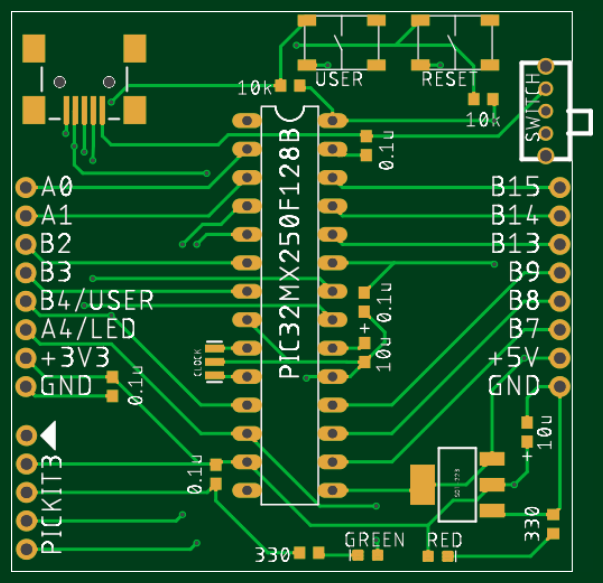 USER
RESET
10k
10k
SWITCH
0.1u
PIC32MX250F128B
A0
A1
B2
B3
B4/USER
A4/LED
+3V3
GND
B15
B14
B13
B9
B8
B7
+5V
GND
0.1u
+
10u
CLOCK
0.1u
10u
+
PICKIT3
0.1u
330
GREEN
RED
330